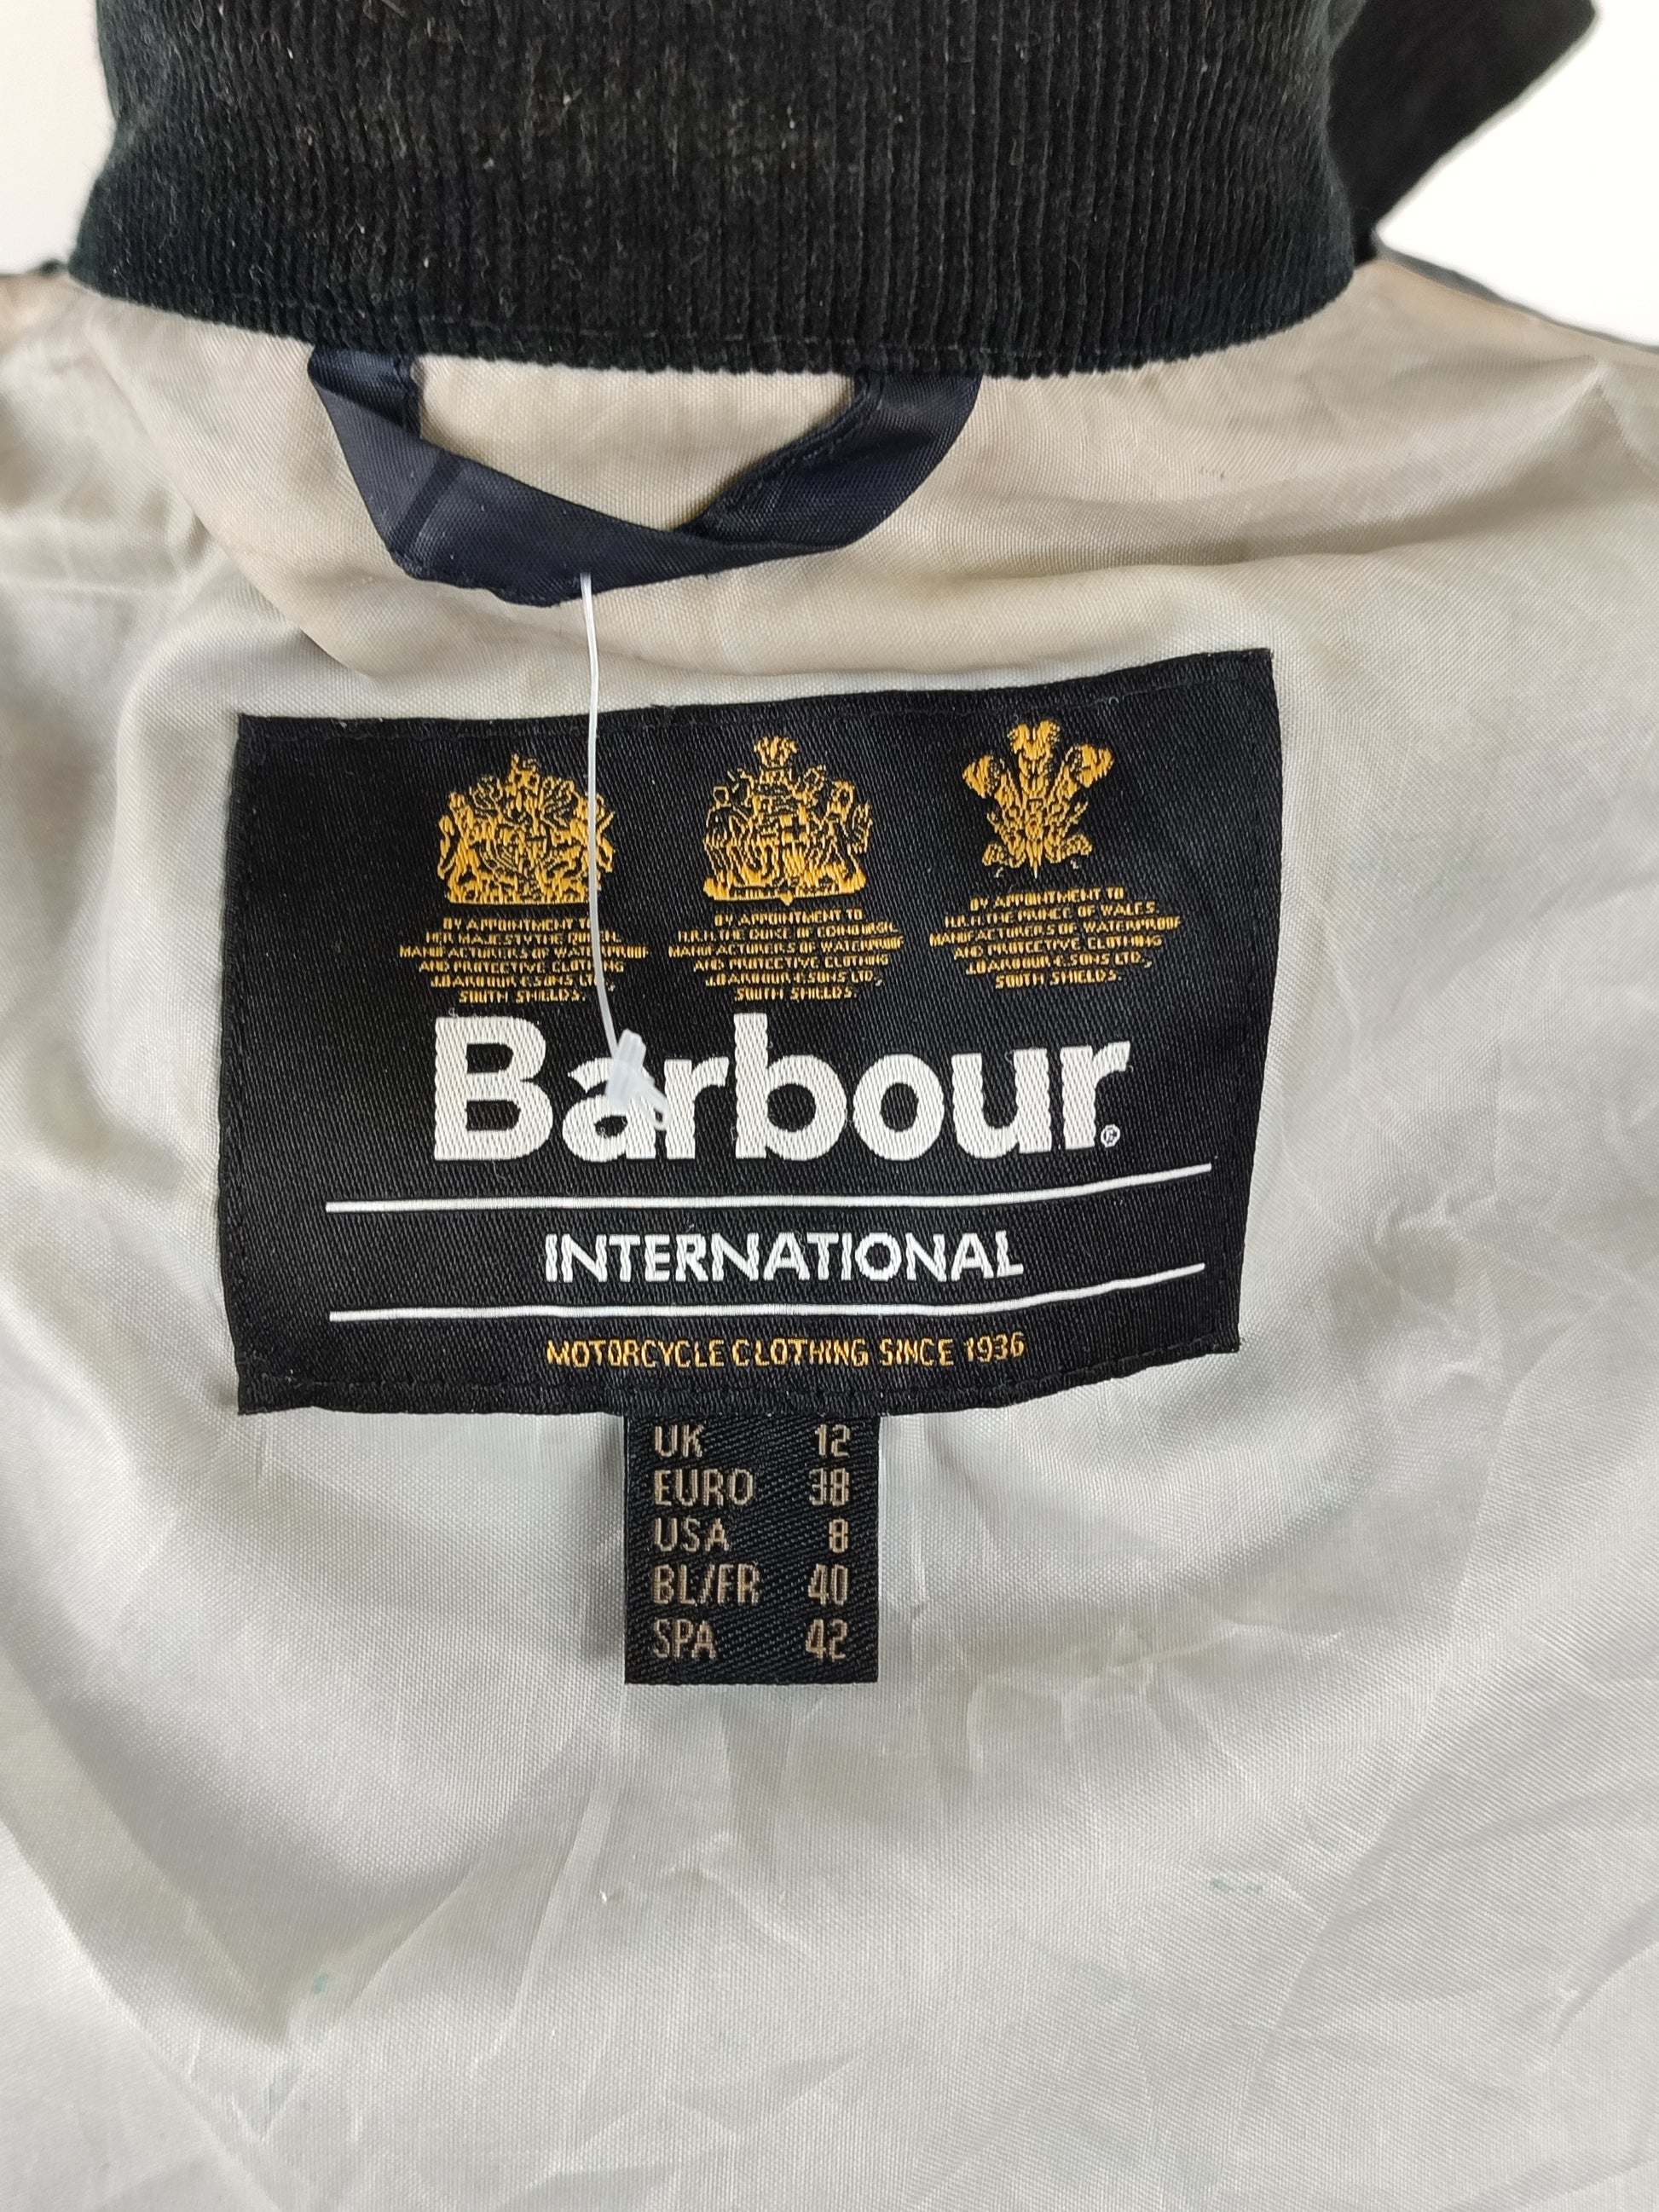 BY APPOINTMENT TO
HER MAJESTY THE QUEEN
MANUFACTURERS OF WATERPROOF
AND PROTECTIVE CLOTHING
J.BARBOUR & SONS LTD,
SOUTH SHIELDS.
BY APPOINTMENT TO
H.R.H. THE DUKE OF EDINBURGH
MANUFACTURERS OF WATERPROOF
AND PROTECTIVE CLOTHING
J.BARBOUR & SONS LTD,
SOUTH SHIELDS.
BY APPOINTMENT TO
H.R.H. THE PRINCE OF WALES
MANUFACTURERS OF WATERPROOF
AND PROTECTIVE CLOTHING
J.BARBOUR & SONS LTD,
SOUTH SHIELDS.
Barbour®
INTERNATIONAL
MOTORCYCLE CLOTHING SINCE 1936
UK 12
EURO 38
USA 8
BL/FR 40
SPA 42